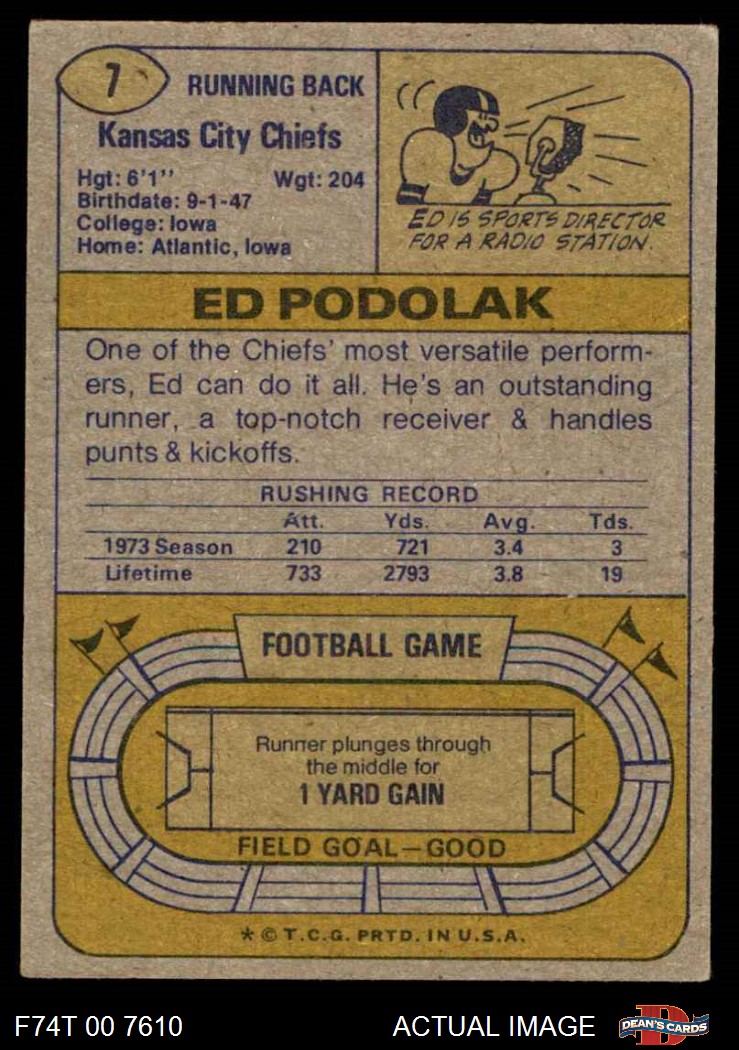 7
RUNNING BACK
Kansas City Chiefs
Hgt: 6'1" Wgt: 204
Birthdate: 9-1-47
College: Iowa
Home: Atlantic, Iowa
ED IS SPORTS DIRECTOR
FOR A RADIO STATION.
ED PODOLAK
One of the Chiefs' most versatile perform-
ers, Ed can do it all. He's an outstanding
runner, a top-notch receiver & handles
punts & kickoffs.
RUSHING RECORD
Att. Yds. Avg. Tds.
1973 Season 210 721 3.4 3
Lifetime 733 2793 3.8 19
FOOTBALL GAME
Runner plunges through
the middle for
1 YARD GAIN
FIELD GOAL—GOOD
* © T.C.G. PRTD. IN U.S.A.
F74T 00 7610 ACTUAL IMAGE
D
DEAN'S CARDS